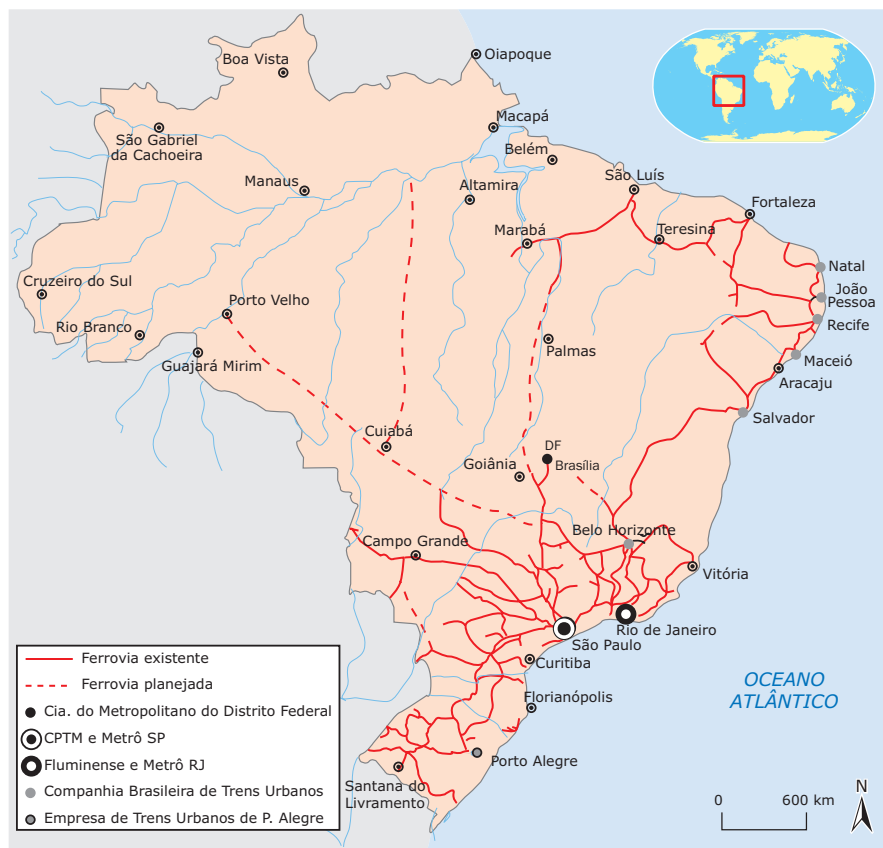 Boa Vista
Oiapoque
São Gabriel
da Cachoeira
Macapá
Belém
Manaus
Altamira
São Luís
Fortaleza
Marabá
Teresina
Natal
Cruzeiro do Sul
João
Pessoa
Porto Velho
Rio Branco
Recife
Guajará Mirim
Palmas
Maceió
Aracaju
Salvador
Cuiabá
DF
Goiânia
Brasília
Belo Horizonte
Campo Grande
Vitória
Rio de Janeiro
São Paulo
Curitiba
Florianópolis
Porto Alegre
Santana do
Livramento
OCEANO
ATLÂNTICO
Ferrovia existente
Ferrovia planejada
Cia. do Metropolitano do Distrito Federal
CPTM e Metrô SP
Fluminense e Metrô RJ
Companhia Brasileira de Trens Urbanos
Empresa de Trens Urbanos de P. Alegre
0 600 km
N